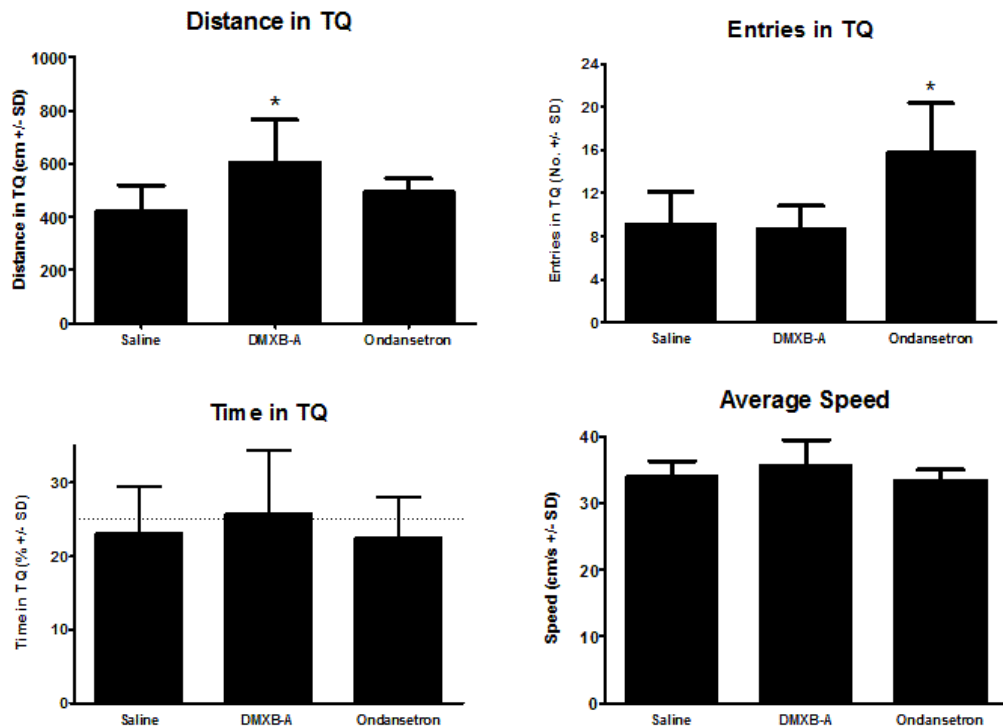 Distance in TQ
Distance in TQ (cm +/- SD)
1000
800
600
400
200
0
*
Saline DMXB-A Ondansetron
Entries in TQ
Entries in TQ (No. +/- SD)
24
20
16
12
8
4
0
*
Saline DMXB-A Ondansetron
Time in TQ
Time in TQ (% +/- SD)
30
20
10
0
Saline DMXB-A Ondansetron
Average Speed
Speed (cm/s +/- SD)
40
30
20
10
0
Saline DMXB-A Ondansetron